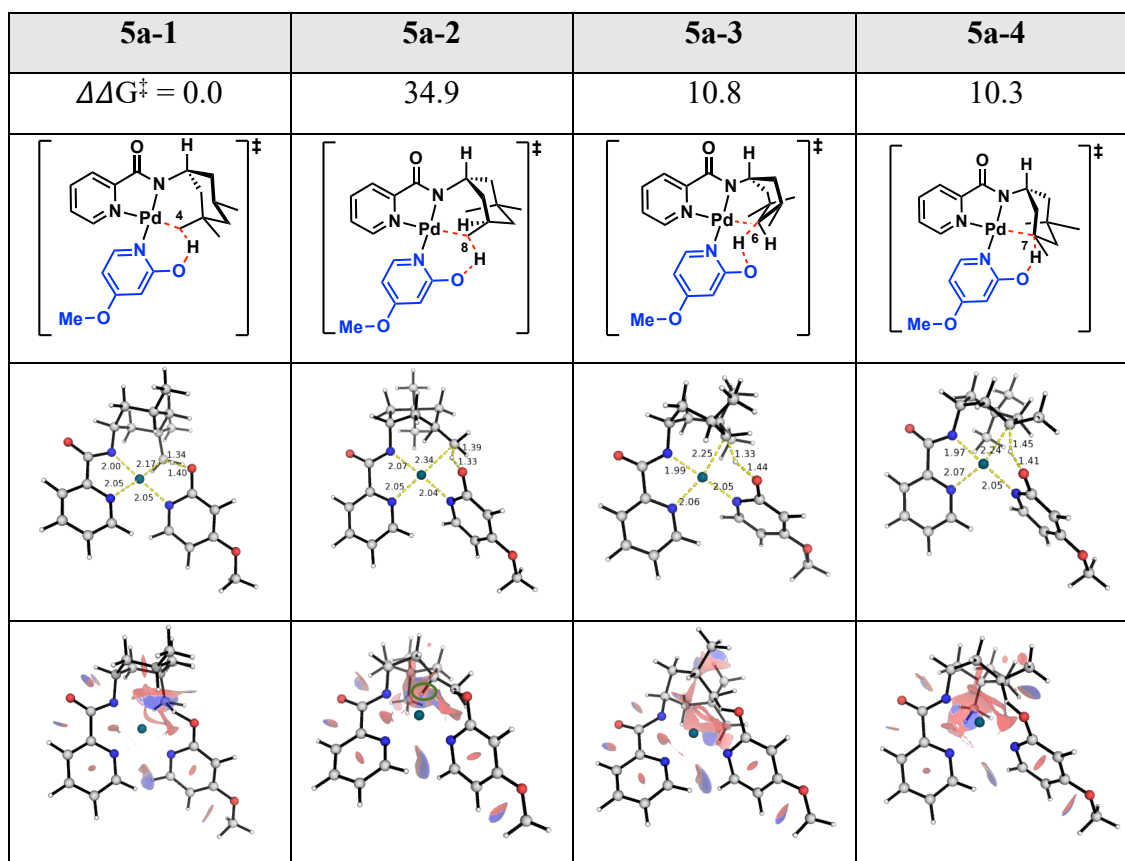 5a-1 5a-2 5a-3 5a-4
ΔΔG‡ = 0.0 34.9 10.8 10.3
‡ ‡ ‡ ‡
O H O H O H O H
N N N N
N Pd 4 N Pd H 8 N Pd H 6 H N Pd 7 H
H H
N O N O N O N O
Me–O Me–O Me–O Me–O
2.00 2.17 1.34 1.40 2.05 2.05
2.07 2.34 1.39 1.33 2.05 2.04
1.99 2.25 1.33 1.44 2.06 2.05
1.97 2.24 1.45 1.41 2.07 2.05